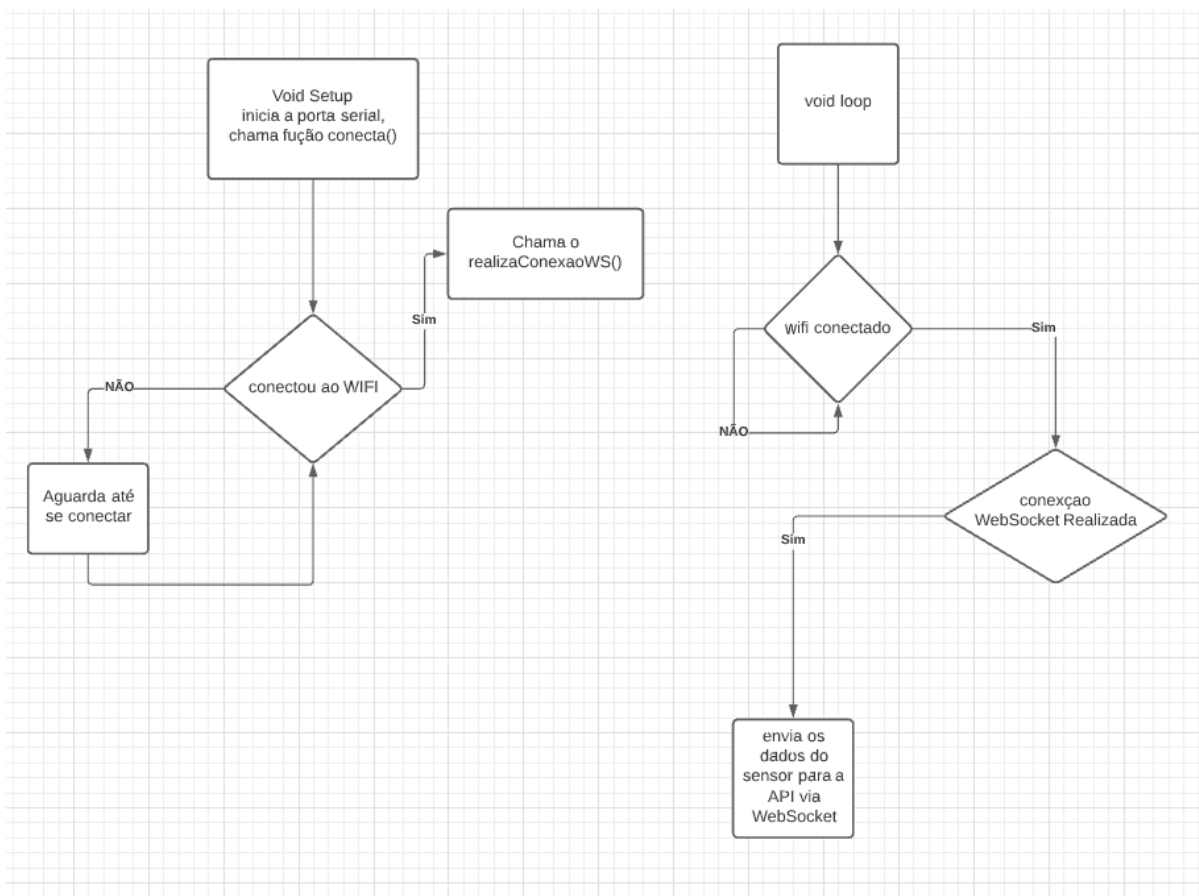 Void Setup
inicia a porta serial,
chama fução conecta()
void loop
Chama o
realizaConexaoWS()
Sim
wifi conectado
Sim
NÃO
conectou ao WIFI
NÃO
Aguarda até
se conectar
conexçao
WebSocket Realizada
Sim
envia os
dados do
sensor para a
API via
WebSocket